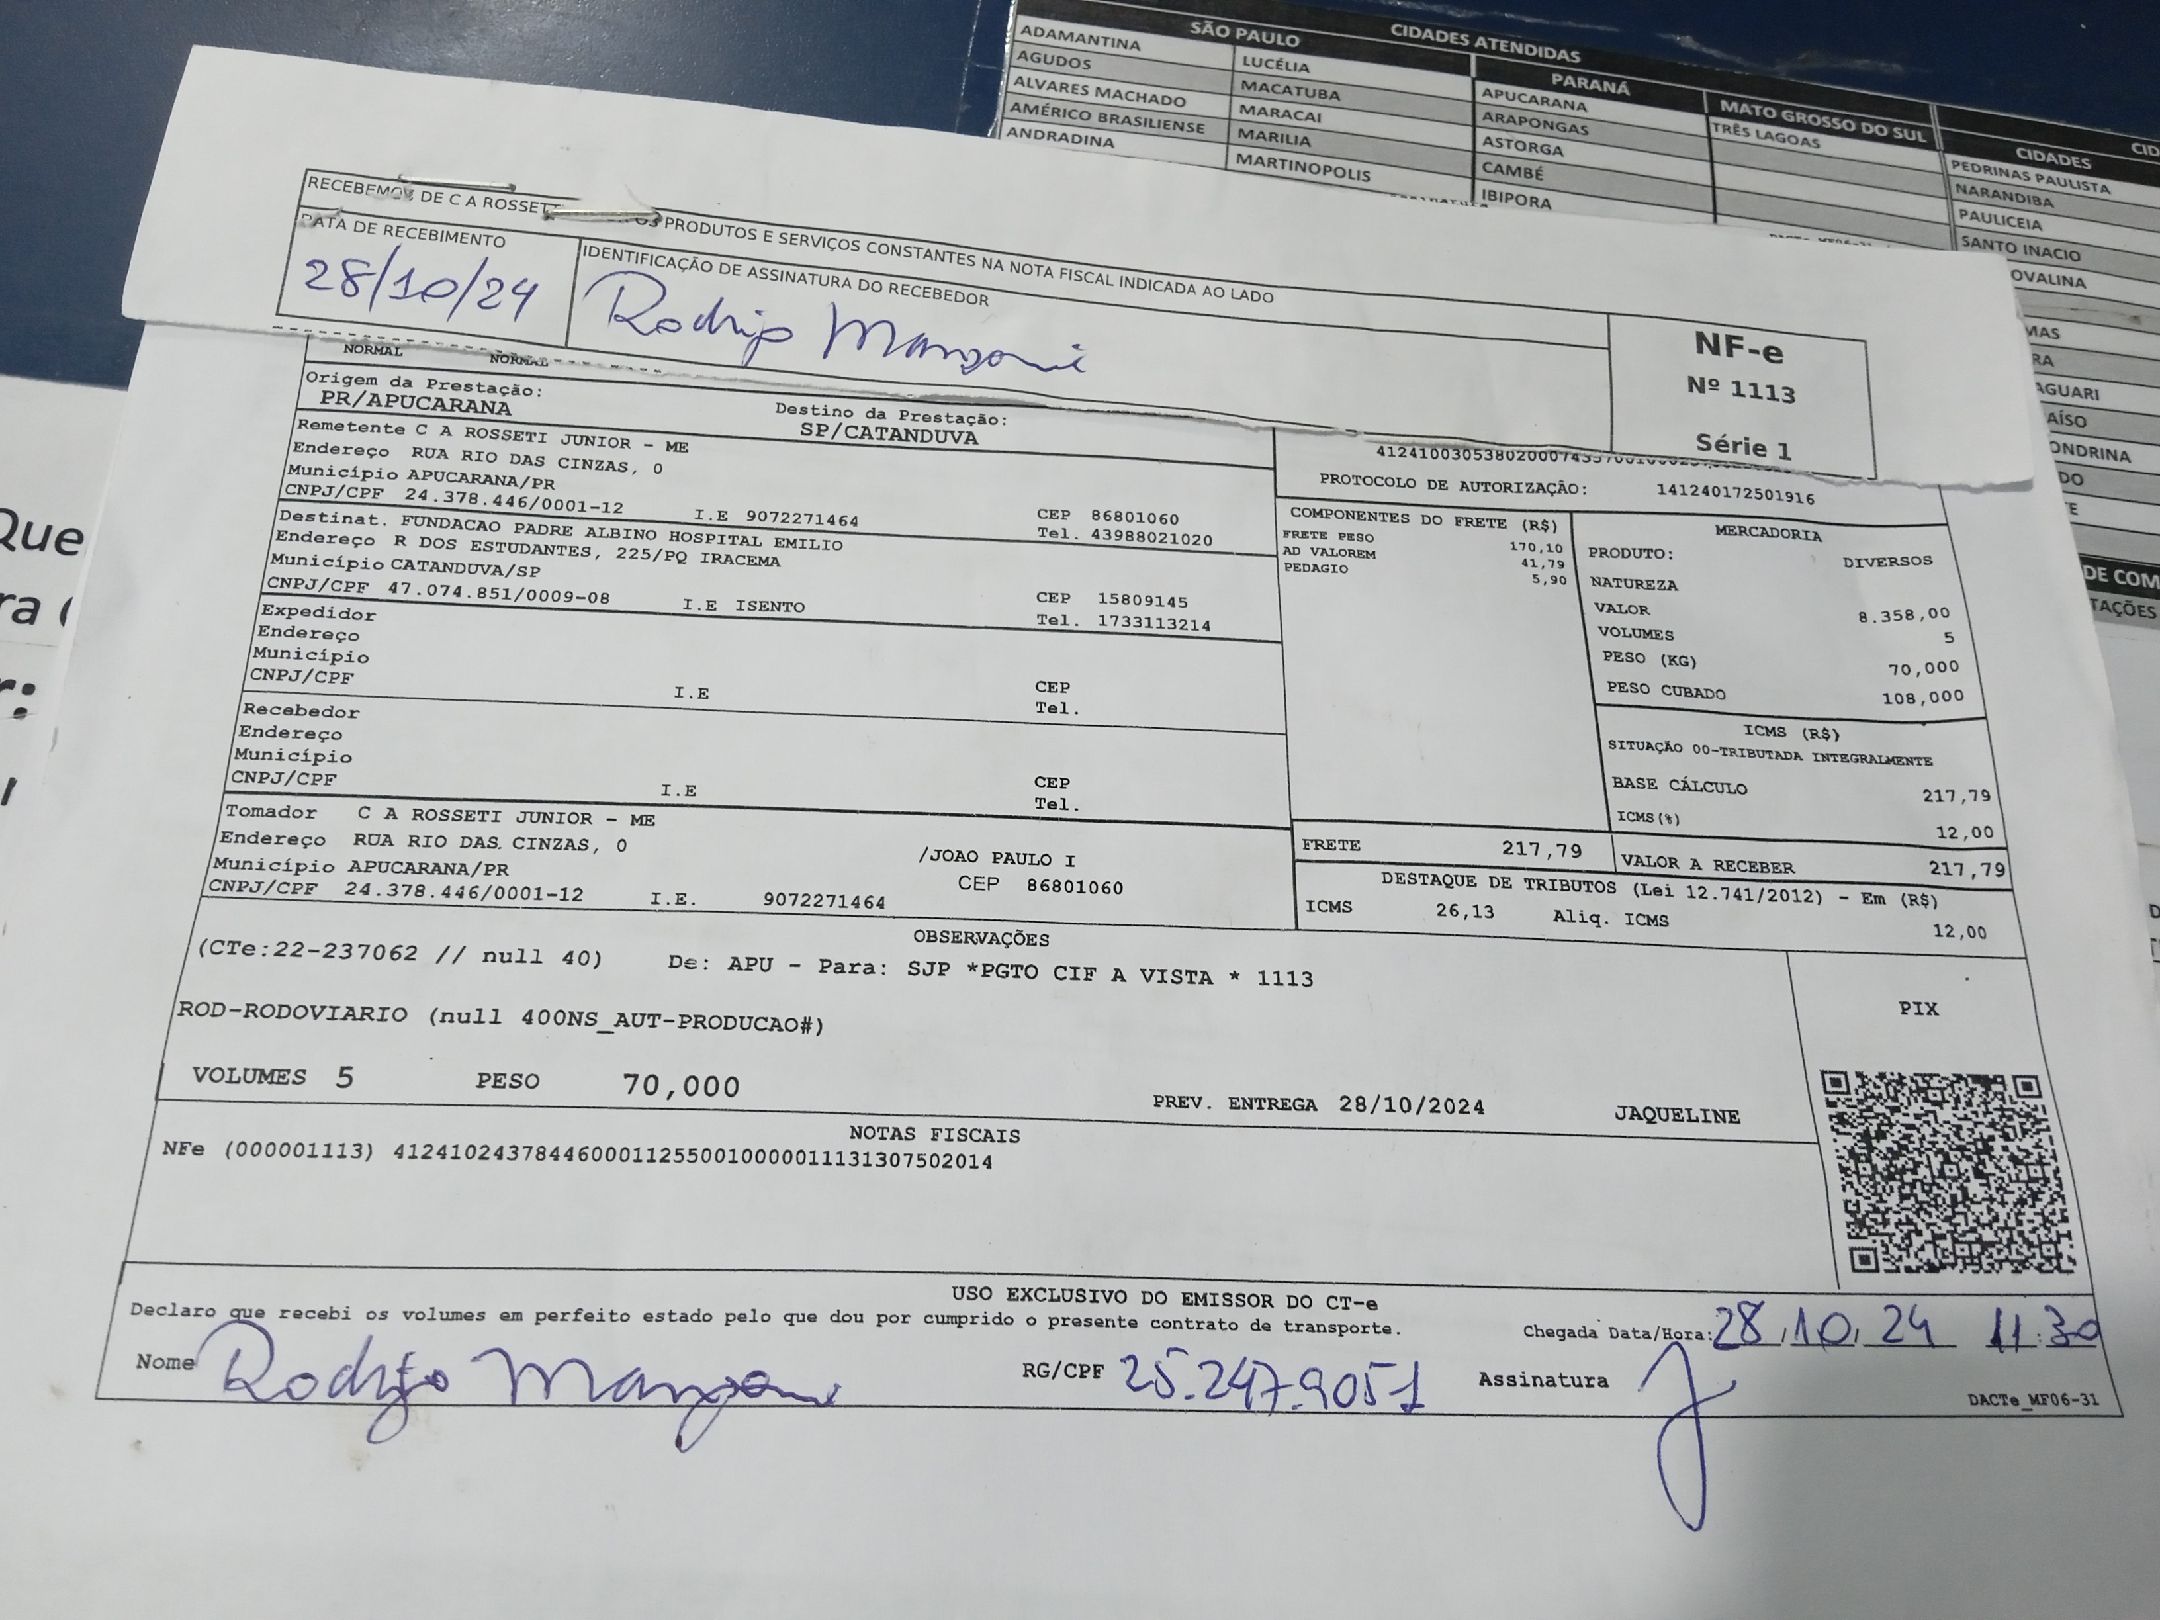 SÃO PAULO
CIDADES ATENDIDAS
PARANÁ
MATO GROSSO DO SUL
CIDADES
ADAMANTINA
LUCÉLIA
APUCARANA
TRÊS LAGOAS
PEDRINAS PAULISTA
AGUDOS
MACATUBA
ARAPONGAS
NARANDIBA
ALVARES MACHADO
MARACAI
ASTORGA
PAULICEIA
AMÉRICO BRASILIENSE
MARILIA
CAMBÉ
SANTO INACIO
ANDRADINA
MARTINOPOLIS
IBIPORA
OVALINA
RECEBEMOS DE C A ROSSET OS PRODUTOS E SERVIÇOS CONSTANTES NA NOTA FISCAL INDICADA AO LADO
DATA DE RECEBIMENTO
28/10/24
IDENTIFICAÇÃO DE ASSINATURA DO RECEBEDOR
Rodrigo Manzoni
NF-e
Nº 1113
Série 1
NORMAL NORMAL
Origem da Prestação:
PR/APUCARANA
Destino da Prestação:
SP/CATANDUVA
Remetente C A ROSSETI JUNIOR - ME
Endereço RUA RIO DAS CINZAS, 0
Município APUCARANA/PR CEP 86801060
CNPJ/CPF 24.378.446/0001-12 I.E 9072271464 Tel. 43988021020
Destinat. FUNDACAO PADRE ALBINO HOSPITAL EMILIO
Endereço R DOS ESTUDANTES, 225/PQ IRACEMA
Município CATANDUVA/SP CEP 15809145
CNPJ/CPF 47.074.851/0009-08 I.E ISENTO Tel. 1733113214
Expedidor
Endereço
Município CEP
CNPJ/CPF I.E Tel.
Recebedor
Endereço
Município CEP
CNPJ/CPF I.E Tel.
Tomador C A ROSSETI JUNIOR - ME
Endereço RUA RIO DAS CINZAS, 0 /JOAO PAULO I
Município APUCARANA/PR CEP 86801060
CNPJ/CPF 24.378.446/0001-12 I.E. 9072271464
PROTOCOLO DE AUTORIZAÇÃO: 141240172501916
COMPONENTES DO FRETE (R$)
FRETE PESO 170,10
AD VALOREM 41,79
PEDAGIO 5,90
MERCADORIA
PRODUTO: DIVERSOS
NATUREZA
VALOR 8.358,00
VOLUMES 5
PESO (KG) 70,000
PESO CUBADO 108,000
ICMS (R$)
SITUAÇÃO 00-TRIBUTADA INTEGRALMENTE
BASE CÁLCULO 217,79
ICMS(%) 12,00
FRETE 217,79
VALOR A RECEBER 217,79
DESTAQUE DE TRIBUTOS (Lei 12.741/2012) - Em (R$)
ICMS 26,13 Aliq. ICMS 12,00
OBSERVAÇÕES
(CTe:22-237062 // null 40) De: APU - Para: SJP *PGTO CIF A VISTA * 1113
ROD-RODOVIARIO (null 400NS_AUT-PRODUCAO#)
PIX
VOLUMES 5 PESO 70,000 PREV. ENTREGA 28/10/2024 JAQUELINE
NOTAS FISCAIS
NFe (000001113) 41241024378446000112550010000011131307502014
USO EXCLUSIVO DO EMISSOR DO CT-e
Declaro que recebi os volumes em perfeito estado pelo que dou por cumprido o presente contrato de transporte.
Chegada Data/Hora: 28/10/24 11:30
Nome Rodrigo Manzoni RG/CPF 25.247.9051 Assinatura
DACTe_MF06-31